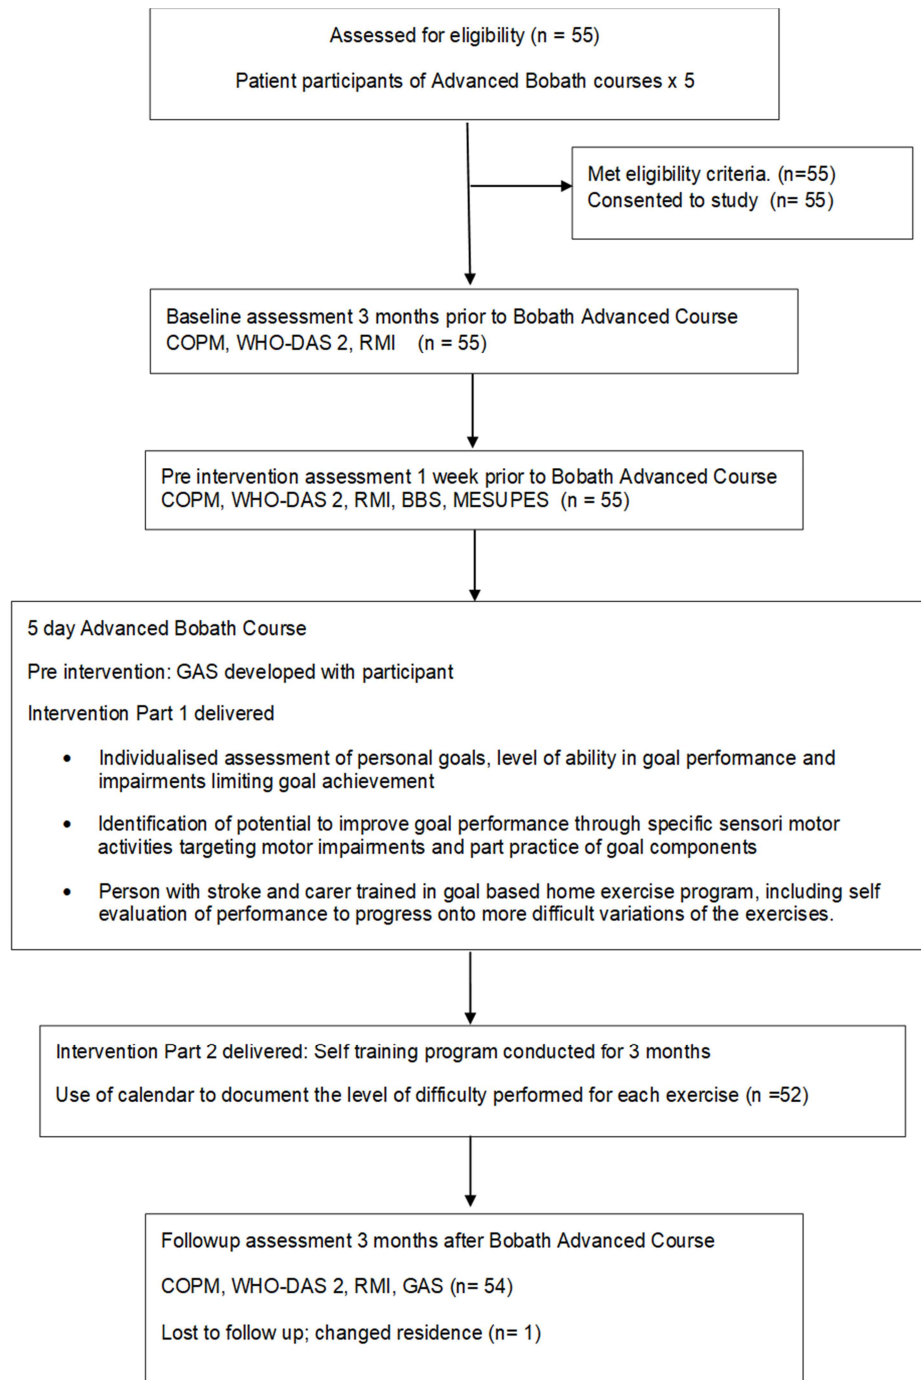 Assessed for eligibility (n = 55)
Patient participants of Advanced Bobath courses x 5
Met eligibility criteria. (n=55)
Consented to study (n= 55)
Baseline assessment 3 months prior to Bobath Advanced Course
COPM, WHO-DAS 2, RMI (n = 55)
Pre intervention assessment 1 week prior to Bobath Advanced Course
COPM, WHO-DAS 2, RMI, BBS, MESUPES (n = 55)
5 day Advanced Bobath Course
Pre intervention: GAS developed with participant
Intervention Part 1 delivered
• Individualised assessment of personal goals, level of ability in goal performance and
impairments limiting goal achievement
• Identification of potential to improve goal performance through specific sensori motor
activities targeting motor impairments and part practice of goal components
• Person with stroke and carer trained in goal based home exercise program, including self
evaluation of performance to progress onto more difficult variations of the exercises.
Intervention Part 2 delivered: Self training program conducted for 3 months
Use of calendar to document the level of difficulty performed for each exercise (n =52)
Followup assessment 3 months after Bobath Advanced Course
COPM, WHO-DAS 2, RMI, GAS (n= 54)
Lost to follow up; changed residence (n= 1)